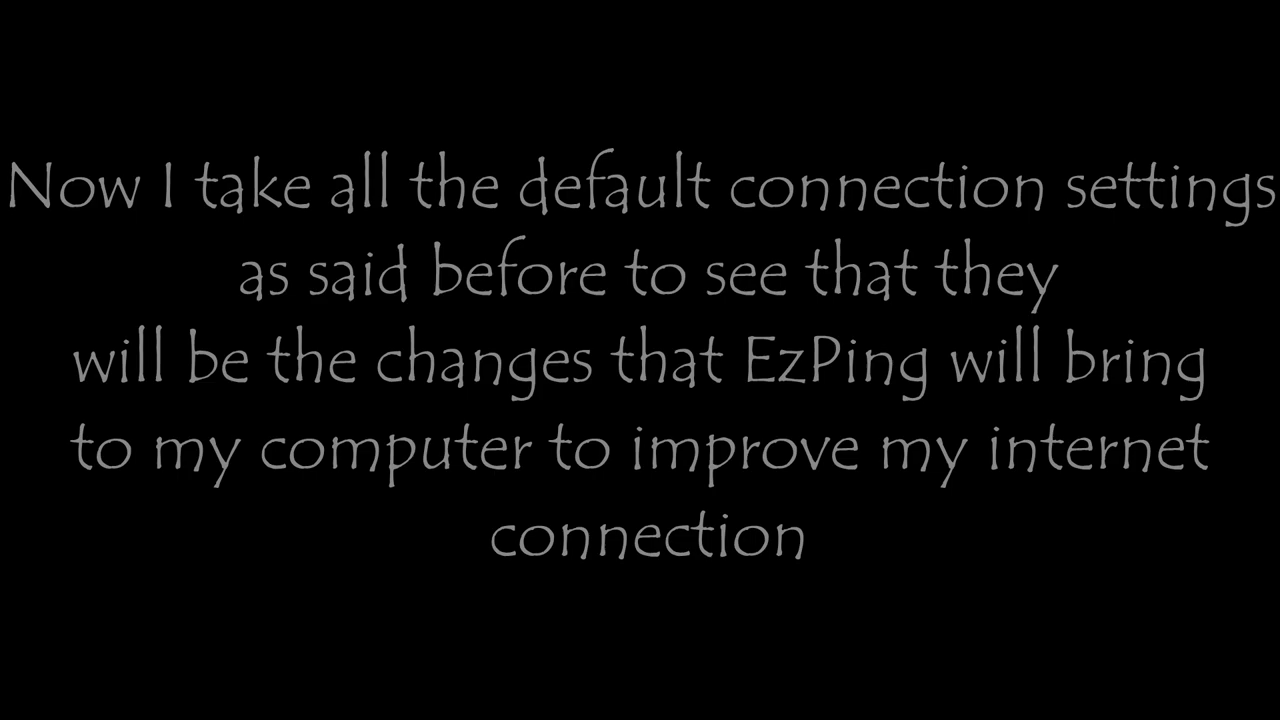 Now I take all the default connection settings
as said before to see that they
will be the changes that EzPing will bring
to my computer to improve my internet
connection